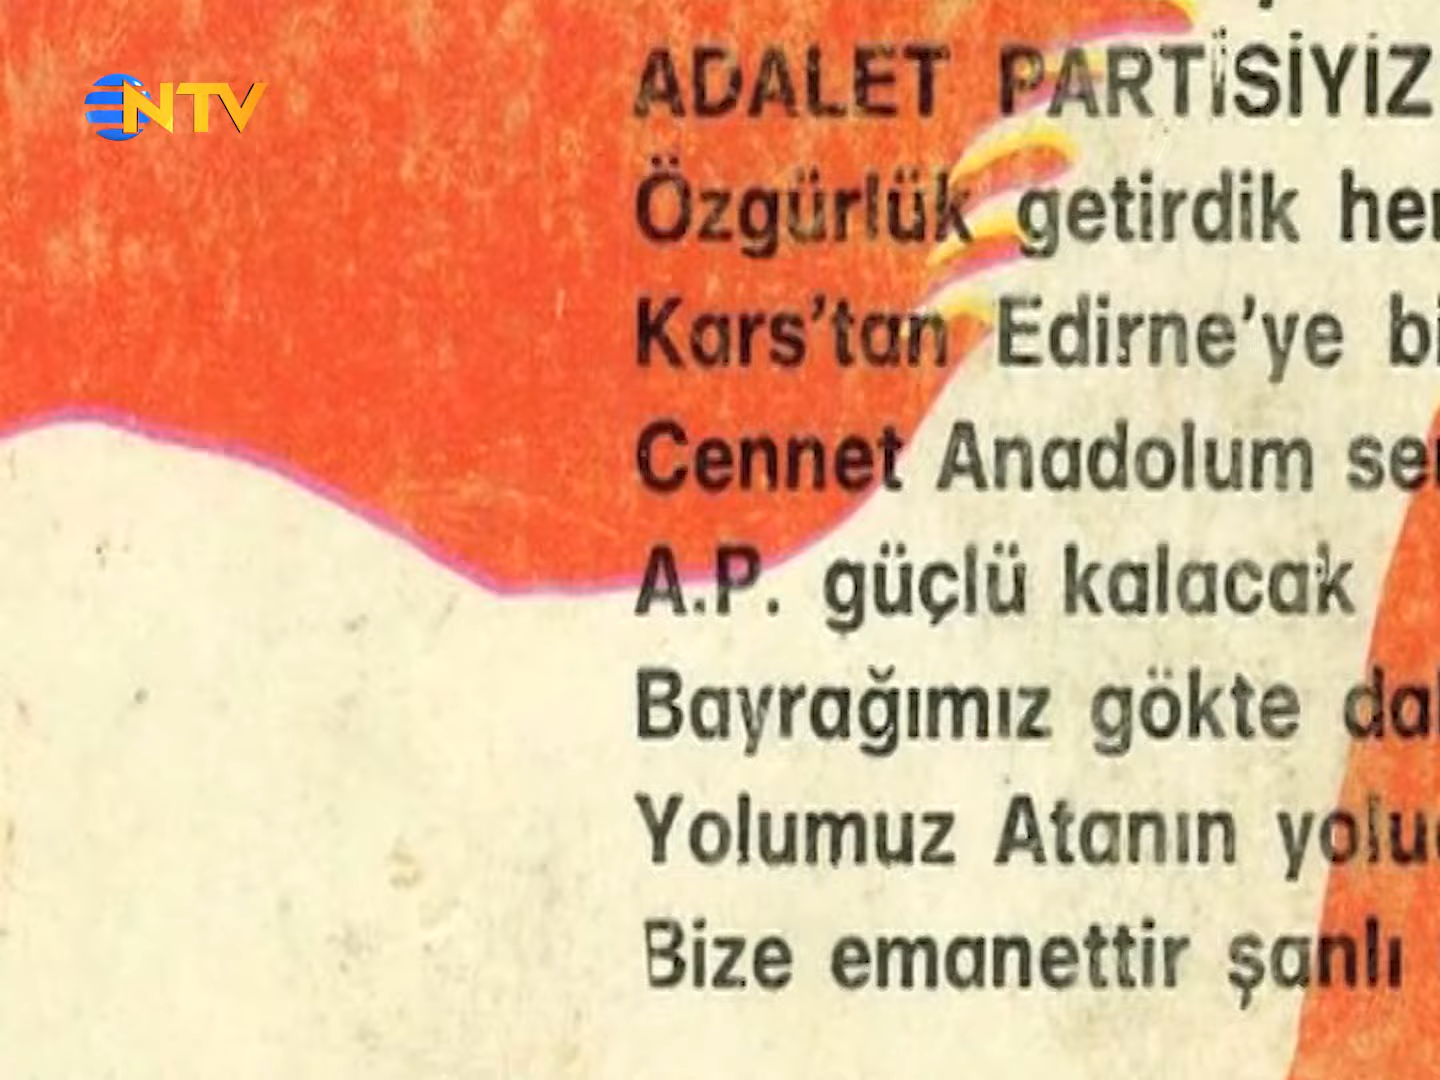 NTV
ADALET PARTİSİYİZ
Özgürlük getirdik
Kars'tan Edirne'ye
Cennet Anadolum
A.P. güçlü kalacak
Bayrağımız gökte
Yolumuz Atanın
Bize emanettir şanlı